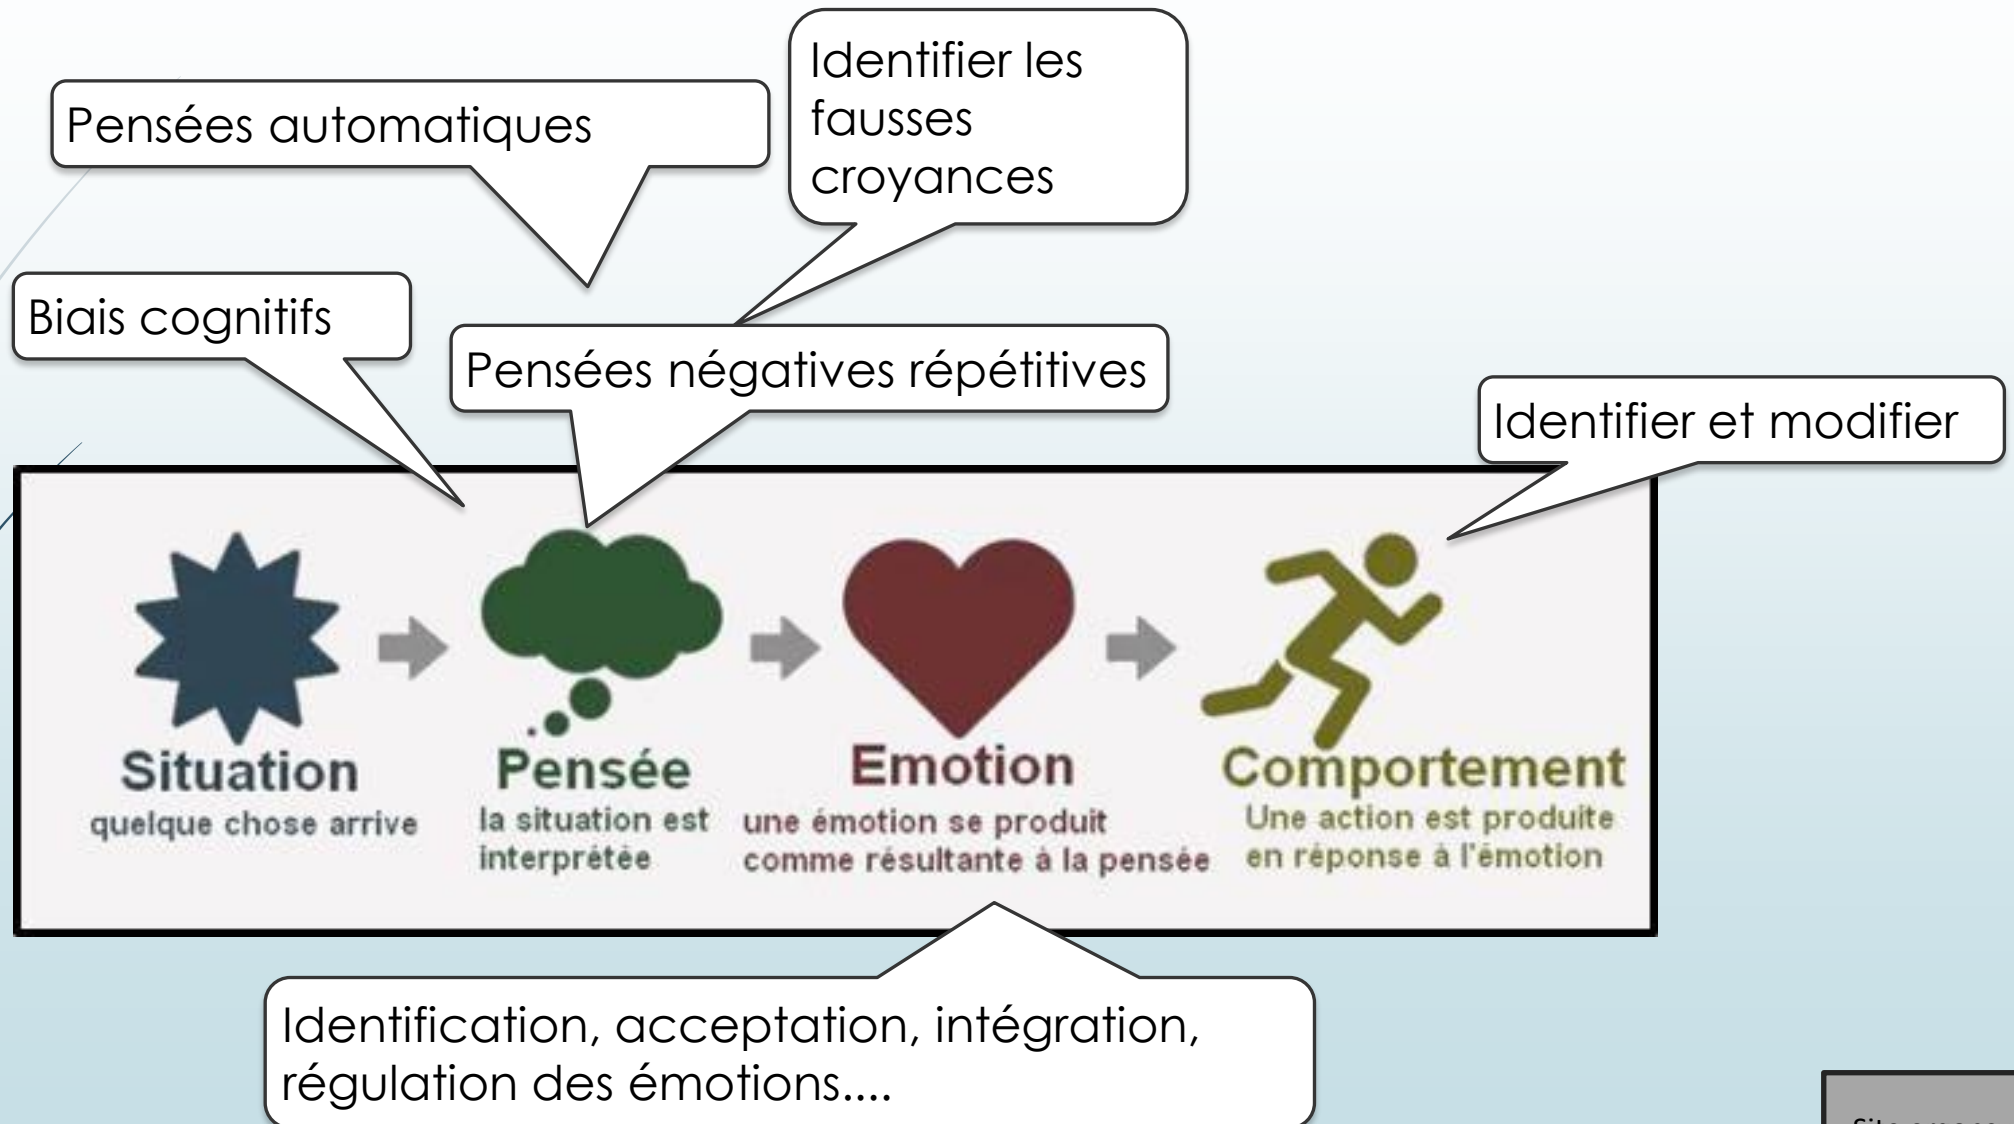 Identifier les
fausses
croyances
Pensées automatiques
Biais cognitifs
Pensées négatives répétitives
Identifier et modifier
Situation
quelque chose arrive
Pensée
la situation est
interprétée
Emotion
une émotion se produit
comme résultante à la pensée
Comportement
Une action est produite
en réponse à l'émotion
Identification, acceptation, intégration,
régulation des émotions....